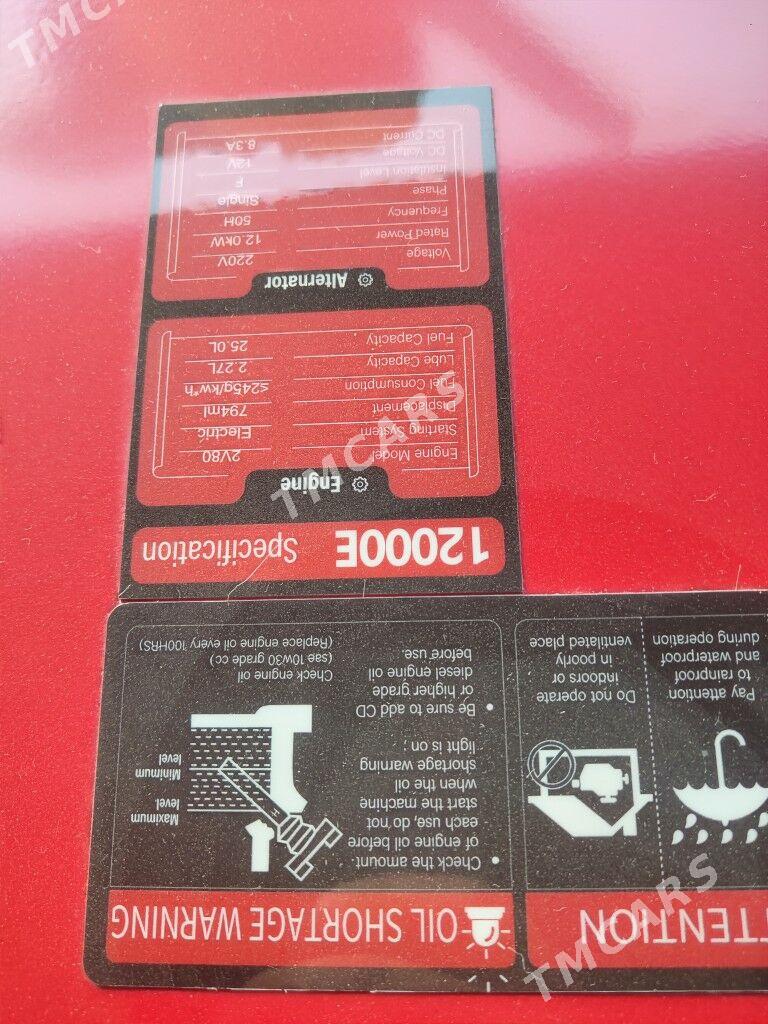 OIL SHORTAGE WARNING
• Check the amount
of engine oil before
each use, do not
start the machine
when the oil
shortage warning
light is on ;
• Be sure to add CD
or higher grade
diesel engine oil
before use.
Maximum
level
Minimum
level
Check engine oil
(sae 10w30 grade cc)
(Replace engine oil every 100HRS)
TTENTION
Pay attention
to rainproof
and waterproof
during operation
Do not operate
indoors or
in poorly
ventilated place
12000E Specification
Engine
Engine Model 2V80
Starting System Electric
Displacement 794ml
Fuel Consumption ≤245g/kw*h
Lube Capacity 2.27L
Fuel Capacity 25.0L
Alternator
Voltage 220V
Rated Power 12.0kW
Frequency 50H
Phase Single
Insulation Level F
DC Voltage 12V
DC Current 8.3A
TMCARS
TMCARS
TMCARS